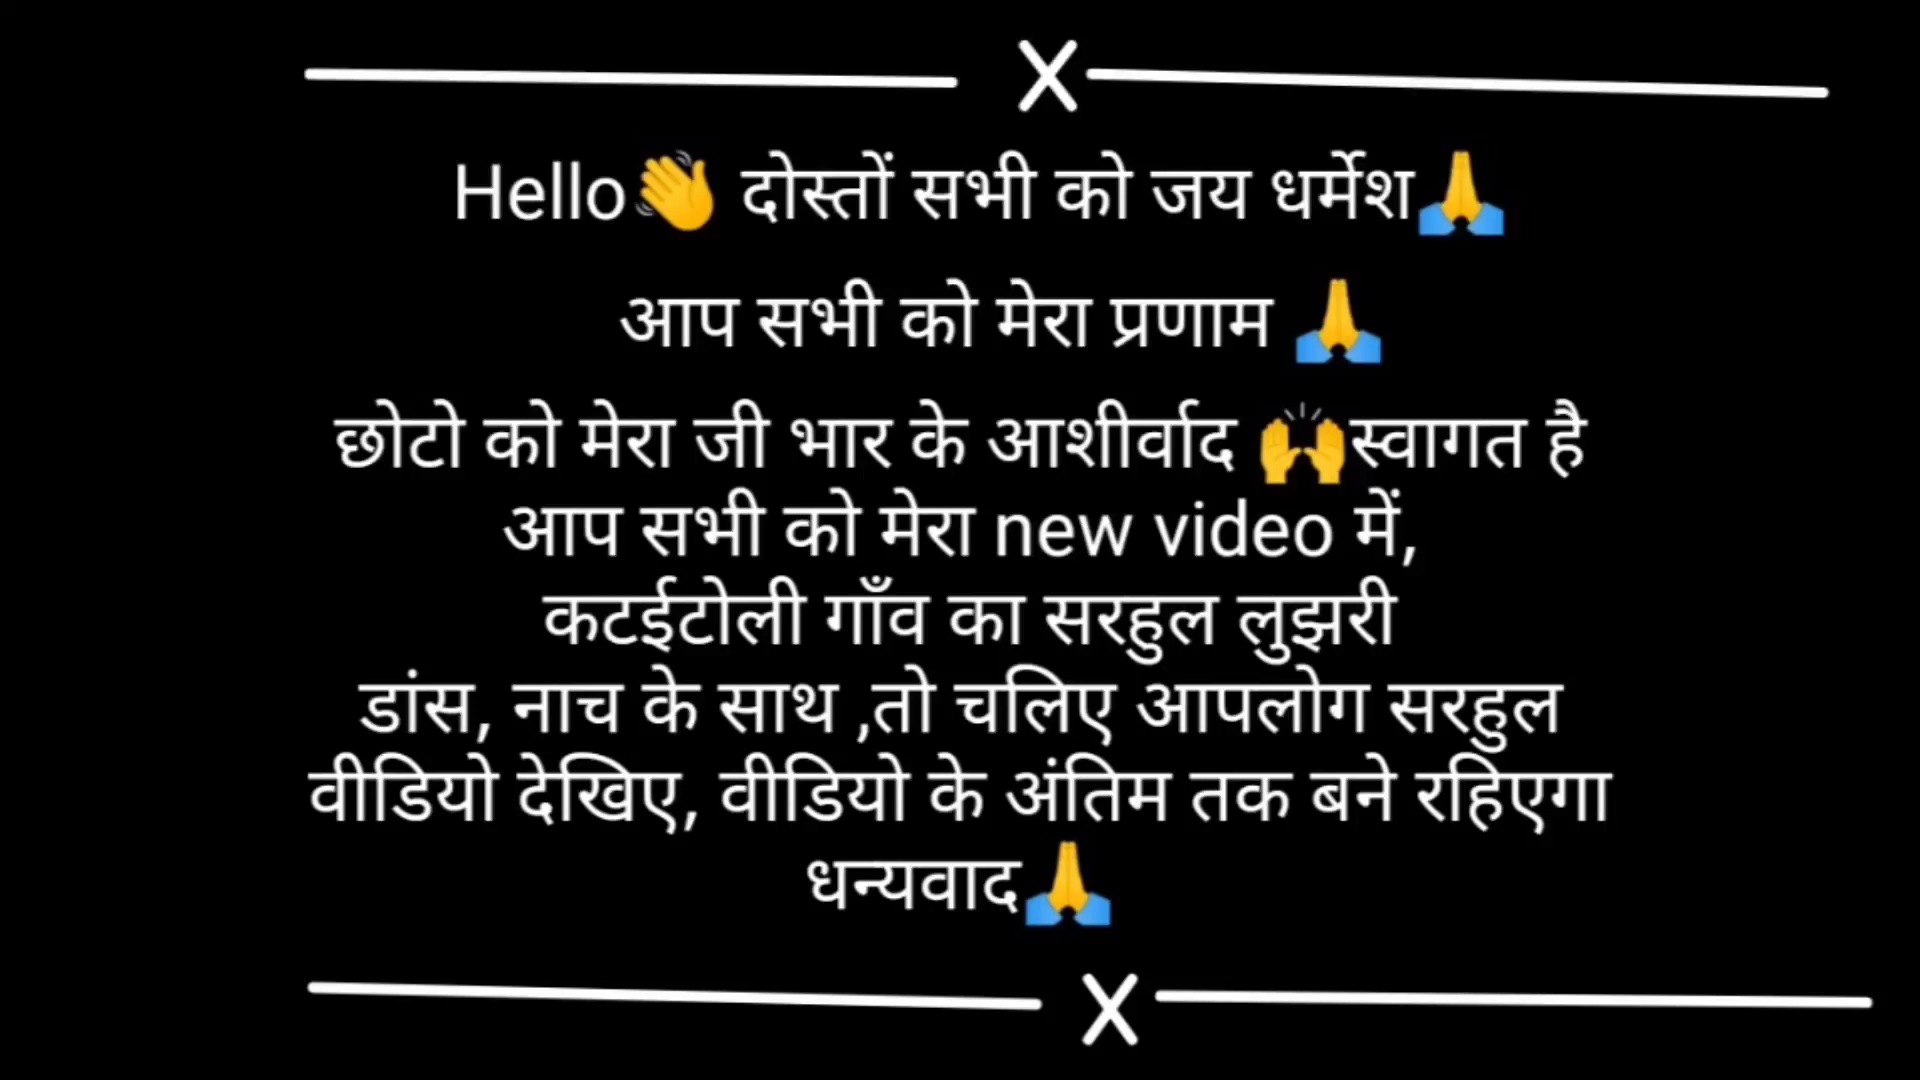 X
Hello👋 दोस्तों सभी को जय धर्मेश🙏
आप सभी को मेरा प्रणाम 🙏
छोटो को मेरा जी भार के आशीर्वाद 🙌स्वागत है
आप सभी को मेरा new video में,
कटईटोली गाँव का सरहुल लुझरी
डांस, नाच के साथ ,तो चलिए आपलोग सरहुल
वीडियो देखिए, वीडियो के अंतिम तक बने रहिएगा
धन्यवाद🙏
X